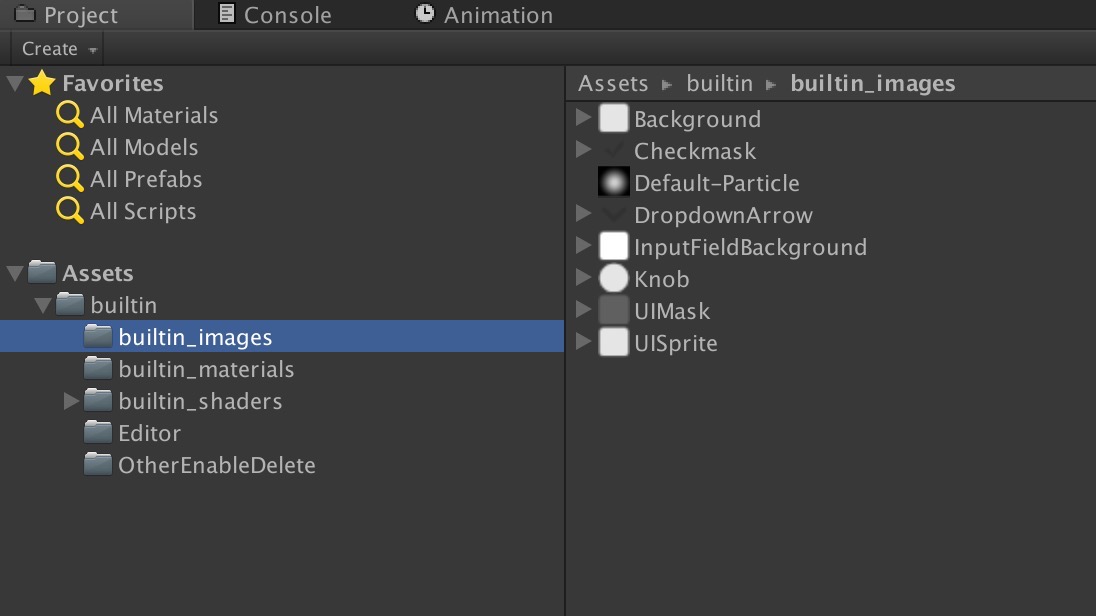 Project Console Animation
Create
Favorites
All Materials
All Models
All Prefabs
All Scripts
Assets
builtin
builtin_images
builtin_materials
builtin_shaders
Editor
OtherEnableDelete
Assets builtin builtin_images
Background
Checkmask
Default-Particle
DropdownArrow
InputFieldBackground
Knob
UIMask
UISprite